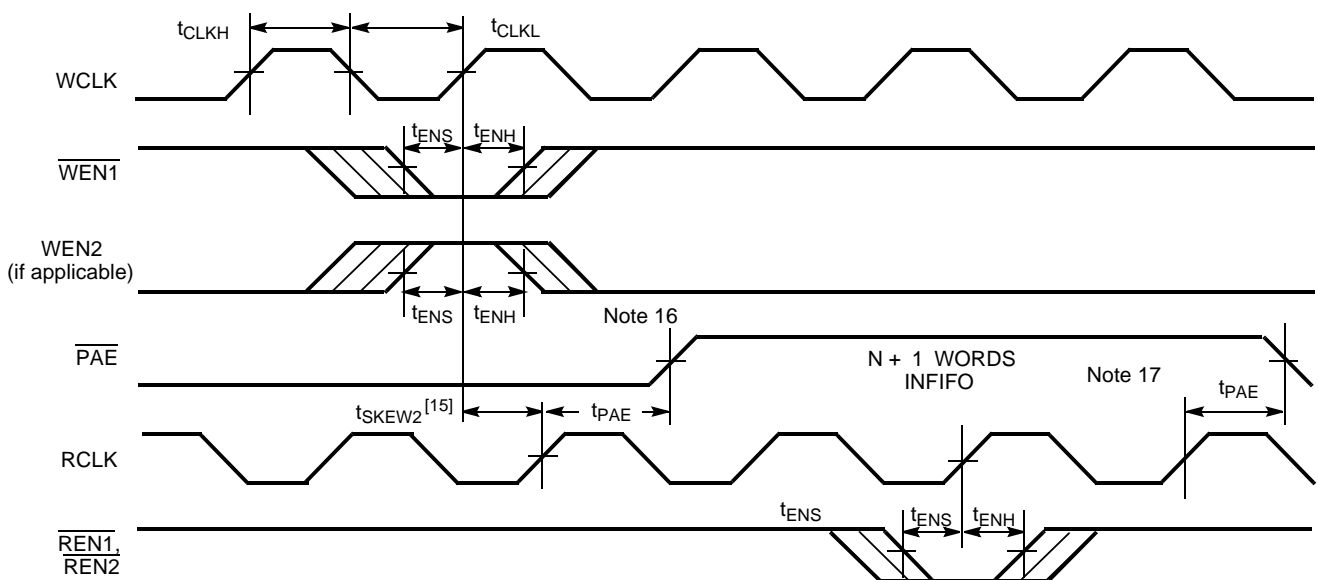 tCLKH
tCLKL
WCLK
tENS
tENH
WEN1
WEN2
(if applicable)
tENS
tENH
Note 16
PAE
N + 1 WORDS
INFIFO
Note 17
tPAE
tSKEW2 [15]
tPAE
RCLK
tENS
tENS
tENH
REN1,
REN2